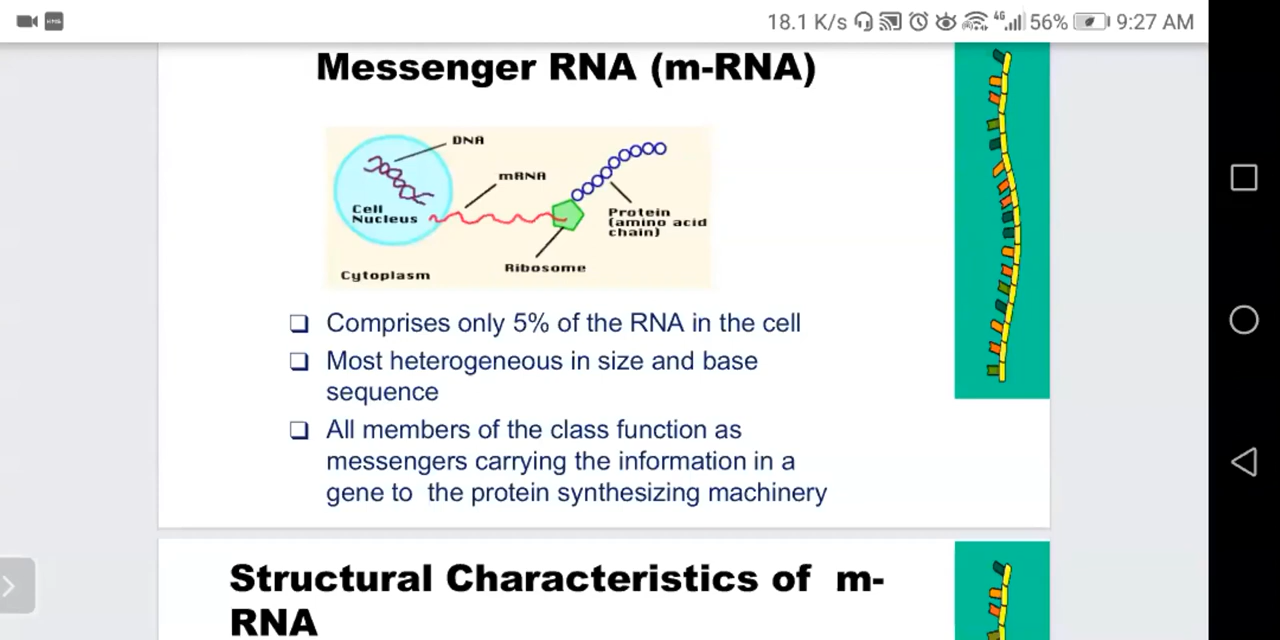 18.1 K/s 4G 56% 9:27 AM
Messenger RNA (m-RNA)
DNA
mRNA
Cell
Nucleus
Protein
(amino acid
chain)
Ribosome
Cytoplasm
Comprises only 5% of the RNA in the cell
Most heterogeneous in size and base
sequence
All members of the class function as
messengers carrying the information in a
gene to the protein synthesizing machinery
Structural Characteristics of m-
RNA